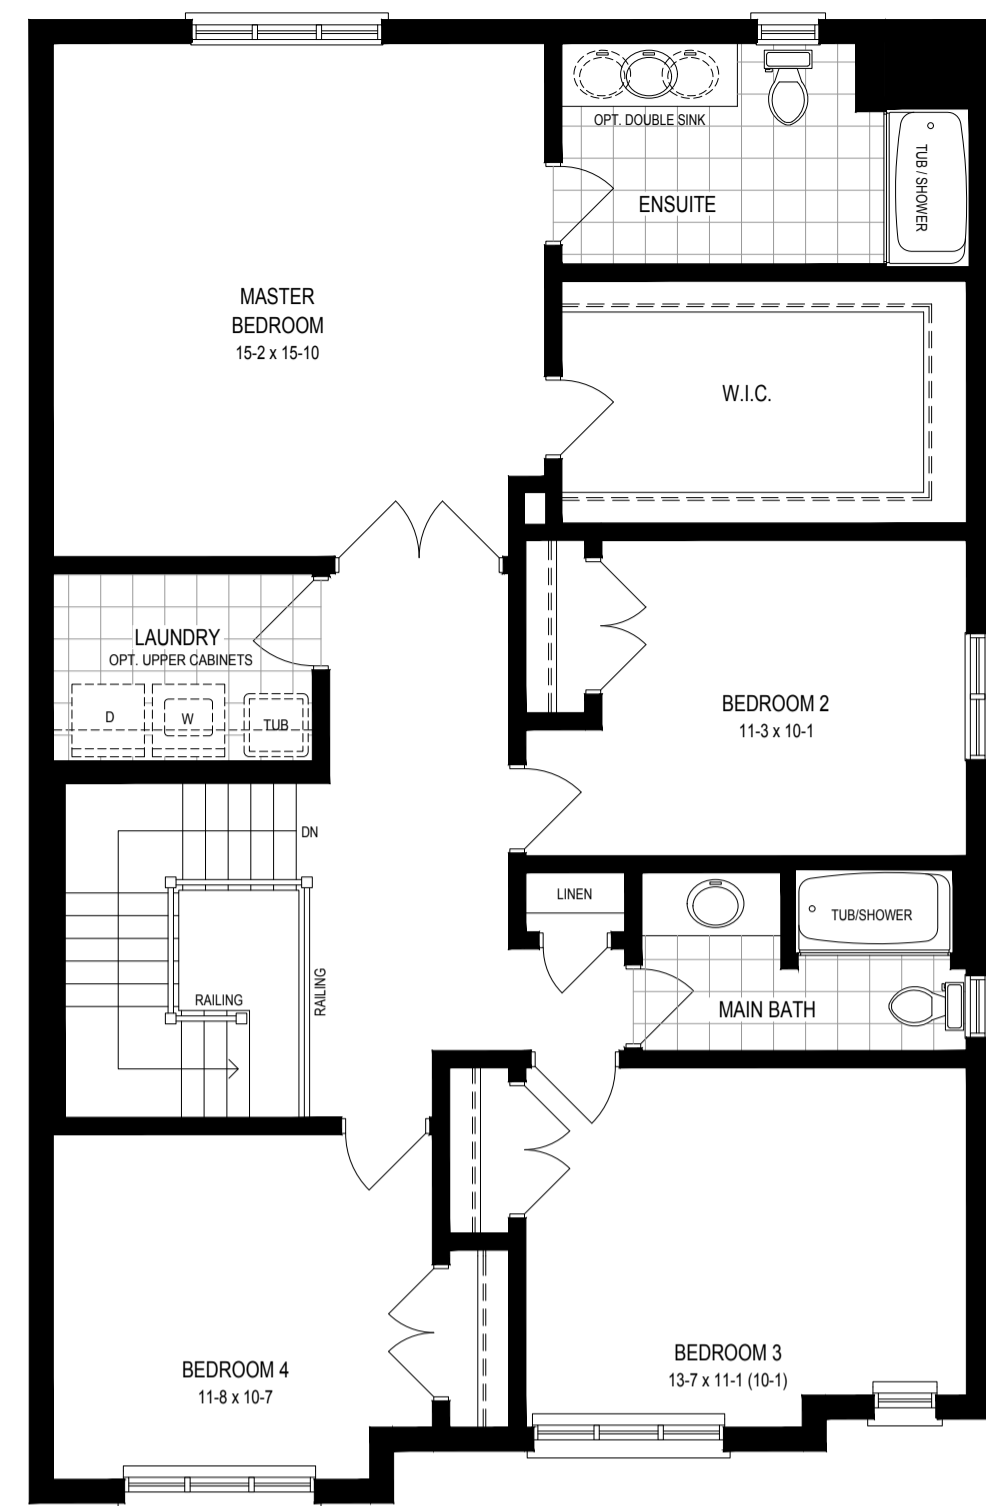 OPT. DOUBLE SINK
TUB / SHOWER
ENSUITE
MASTER
BEDROOM
15-2 x 15-10
W.I.C.
LAUNDRY
OPT. UPPER CABINETS
D
W
TUB
BEDROOM 2
11-3 x 10-1
DN
LINEN
TUB/SHOWER
RAILING
RAILING
MAIN BATH
BEDROOM 3
13-7 x 11-1 (10-1)
BEDROOM 4
11-8 x 10-7